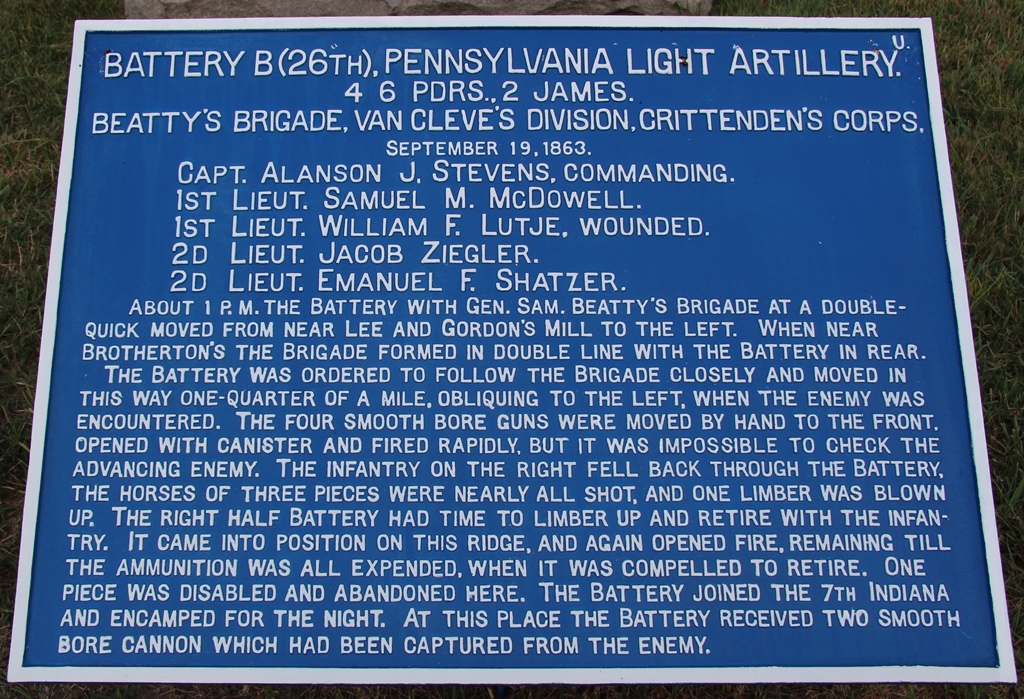 U.
BATTERY B (26TH), PENNSYLVANIA LIGHT ARTILLERY.
4 6 PDRS., 2 JAMES.
BEATTY'S BRIGADE, VAN CLEVE'S DIVISION, CRITTENDEN'S CORPS.
SEPTEMBER 19, 1863.
CAPT. ALANSON J. STEVENS, COMMANDING.
1ST LIEUT. SAMUEL M. MCDOWELL.
1ST LIEUT. WILLIAM F. LUTJE, WOUNDED.
2D LIEUT. JACOB ZIEGLER.
2D LIEUT. EMANUEL F. SHATZER.
ABOUT 1 P.M. THE BATTERY WITH GEN. SAM. BEATTY'S BRIGADE AT A DOUBLE-
QUICK MOVED FROM NEAR LEE AND GORDON'S MILL TO THE LEFT. WHEN NEAR
BROTHERTON'S THE BRIGADE FORMED IN DOUBLE LINE WITH THE BATTERY IN REAR.
THE BATTERY WAS ORDERED TO FOLLOW THE BRIGADE CLOSELY AND MOVED IN
THIS WAY ONE-QUARTER OF A MILE, OBLIQUING TO THE LEFT, WHEN THE ENEMY WAS
ENCOUNTERED. THE FOUR SMOOTH BORE GUNS WERE MOVED BY HAND TO THE FRONT,
OPENED WITH CANISTER AND FIRED RAPIDLY, BUT IT WAS IMPOSSIBLE TO CHECK THE
ADVANCING ENEMY. THE INFANTRY ON THE RIGHT FELL BACK THROUGH THE BATTERY,
THE HORSES OF THREE PIECES WERE NEARLY ALL SHOT, AND ONE LIMBER WAS BLOWN
UP. THE RIGHT HALF BATTERY HAD TIME TO LIMBER UP AND RETIRE WITH THE INFAN-
TRY. IT CAME INTO POSITION ON THIS RIDGE, AND AGAIN OPENED FIRE, REMAINING TILL
THE AMMUNITION WAS ALL EXPENDED, WHEN IT WAS COMPELLED TO RETIRE. ONE
PIECE WAS DISABLED AND ABANDONED HERE. THE BATTERY JOINED THE 7TH INDIANA
AND ENCAMPED FOR THE NIGHT. AT THIS PLACE THE BATTERY RECEIVED TWO SMOOTH
BORE CANNON WHICH HAD BEEN CAPTURED FROM THE ENEMY.